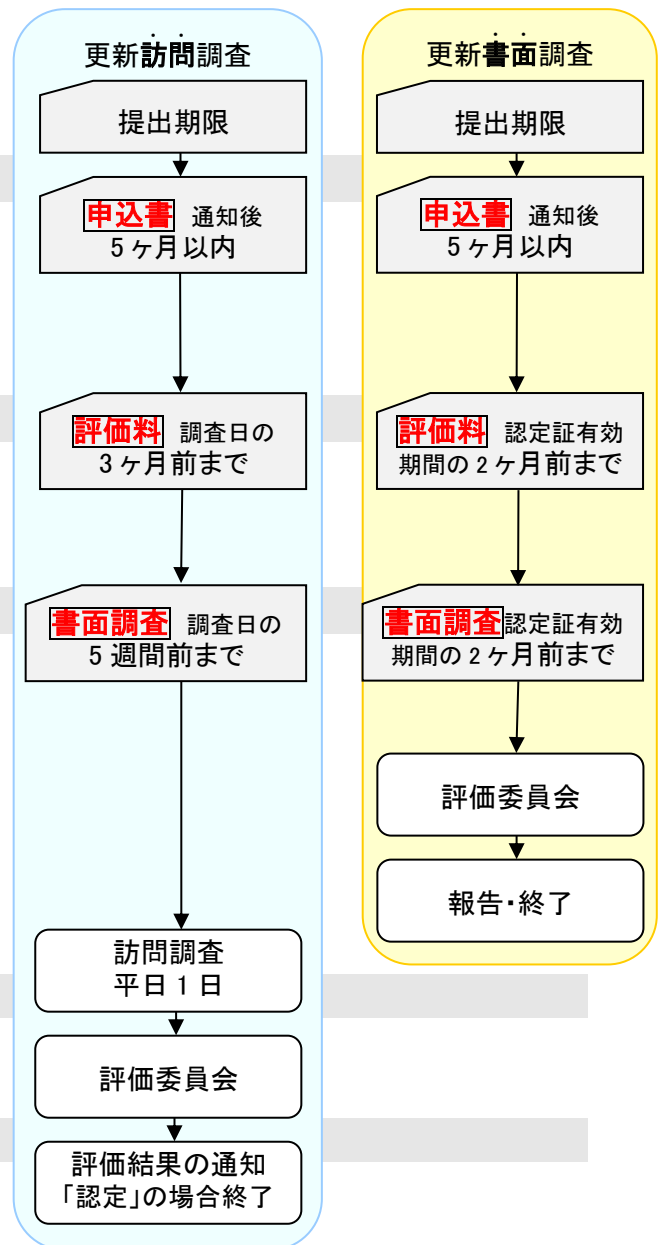 更新訪問調査
提出期限
申込書 通知後
5ヶ月以内
評価料 調査日の
3ヶ月前まで
書面調査 調査日の
5週間前まで
訪問調査
平日1日
評価委員会
評価結果の通知
「認定」の場合終了
更新書面調査
提出期限
申込書 通知後
5ヶ月以内
評価料 認定証有効
期間の2ヶ月前まで
書面調査 認定証有効
期間の2ヶ月前まで
評価委員会
報告・終了